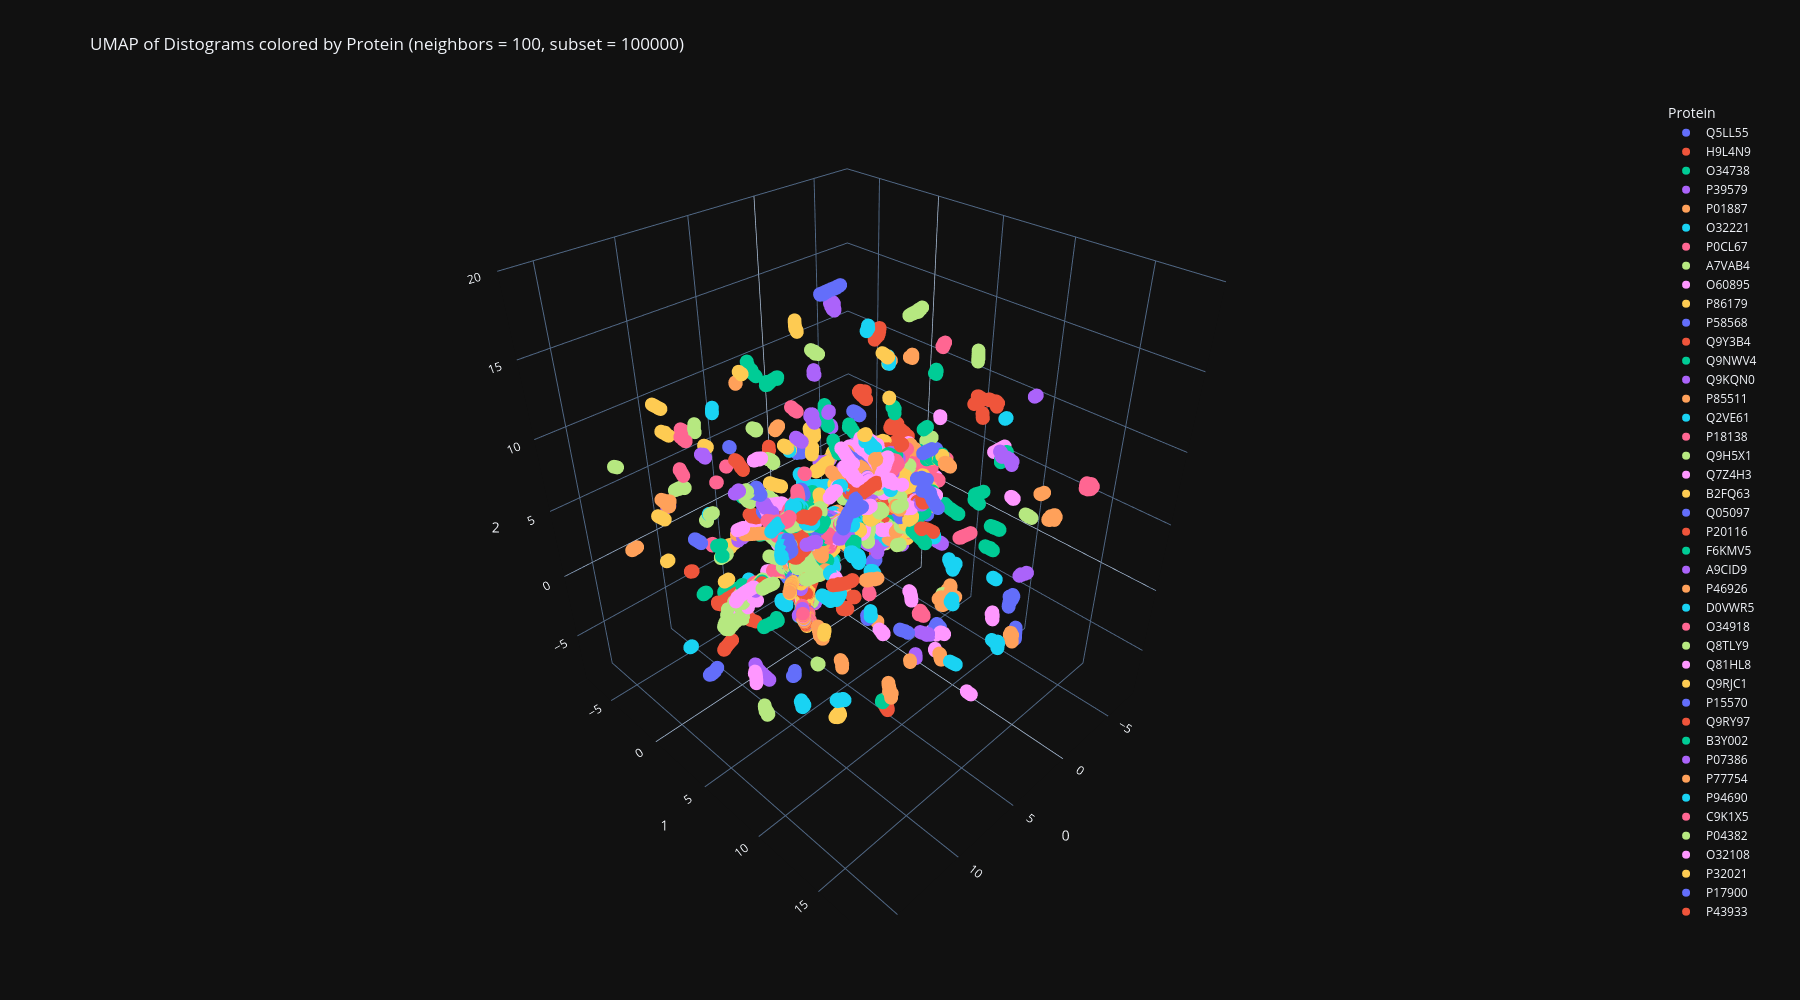 UMAP of Distograms colored by Protein (neighbors = 100, subset = 100000)
Protein
Q5LL55
H9L4N9
O34738
P39579
P01887
O32221
P0CL67
A7VAB4
O60895
P86179
P58568
Q9Y3B4
Q9NWV4
Q9KQN0
P85511
Q2VE61
P18138
Q9H5X1
Q7Z4H3
B2FQ63
Q05097
P20116
F6KMV5
A9CID9
P46926
D0VWR5
O34918
Q8TLY9
Q81HL8
Q9RJC1
P15570
Q9RY97
B3Y002
P07386
P77754
P94690
C9K1X5
P04382
O32108
P32021
P17900
P43933
20
15
10
5
2
0
−5
−5
0
5
1
10
15
−5
0
5
0
10